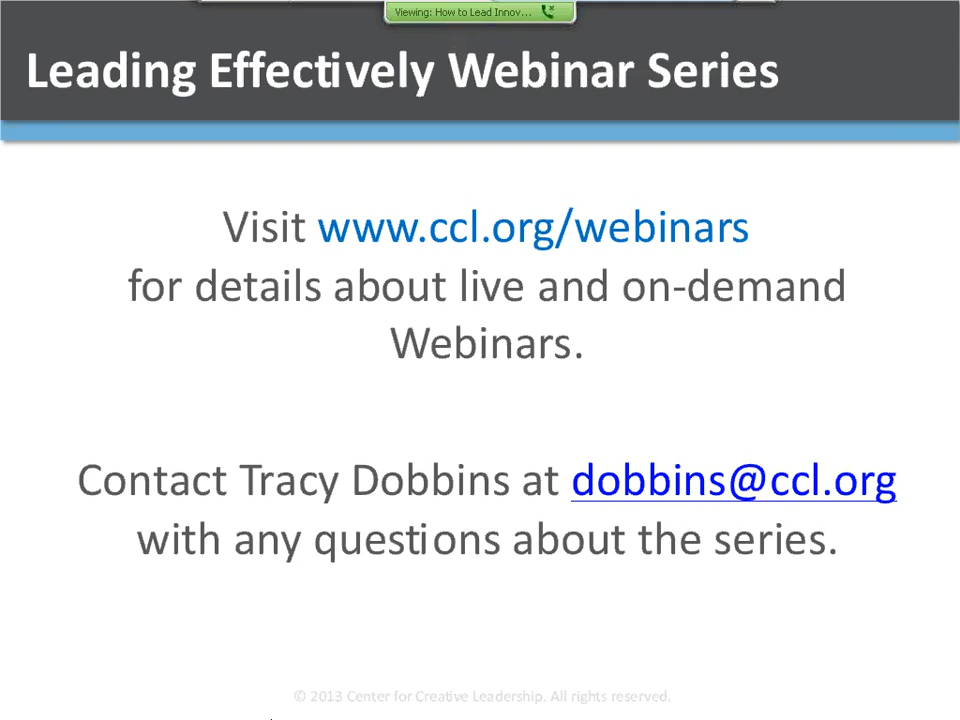 Viewing: How to Lead Innov...
Leading Effectively Webinar Series
Visit www.ccl.org/webinars
for details about live and on-demand
Webinars.
Contact Tracy Dobbins at dobbins@ccl.org
with any questions about the series.
© 2013 Center for Creative Leadership. All rights reserved.